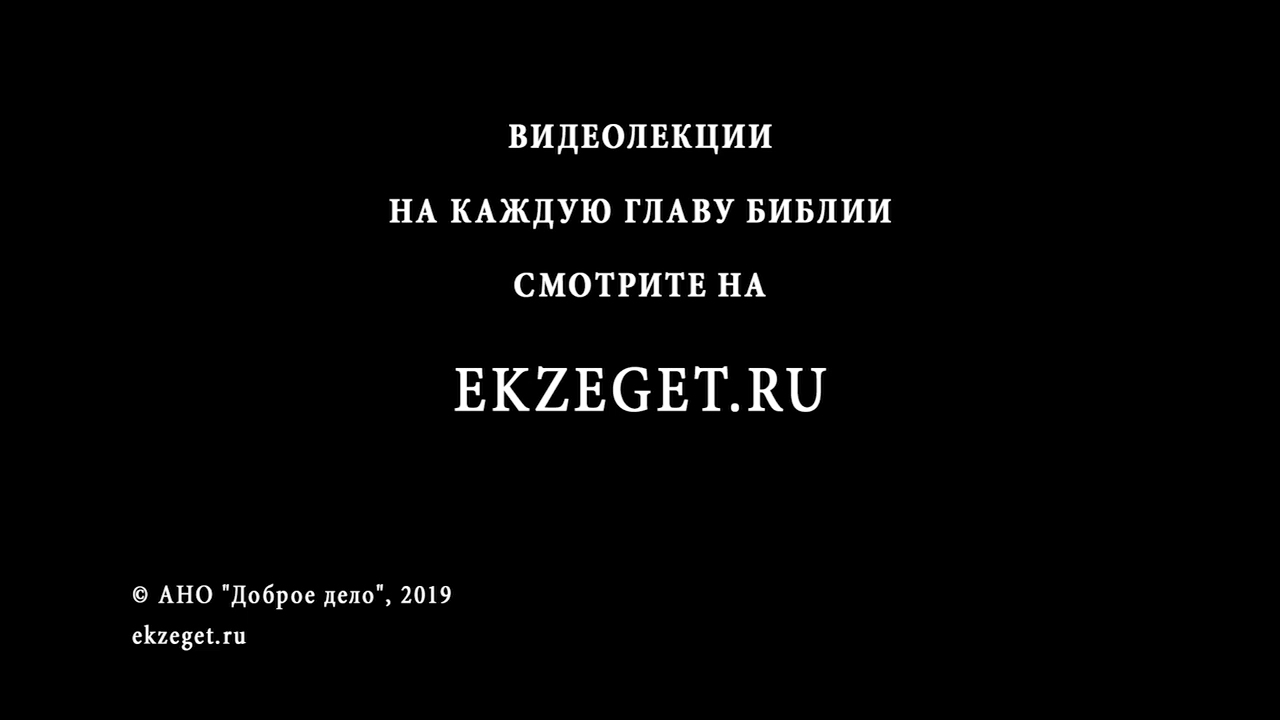 ВИДЕОЛЕКЦИИ
НА КАЖДУЮ ГЛАВУ БИБЛИИ
СМОТРИТЕ НА
EKZEGET.RU
© АНО "Доброе дело", 2019
ekzeget.ru